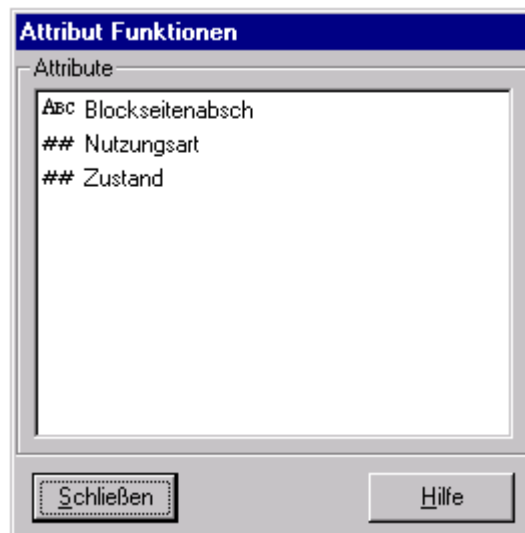 Attribut Funktionen
Attribute
ABC Blockseitenabsch
## Nutzungsart
## Zustand
Schließen Hilfe